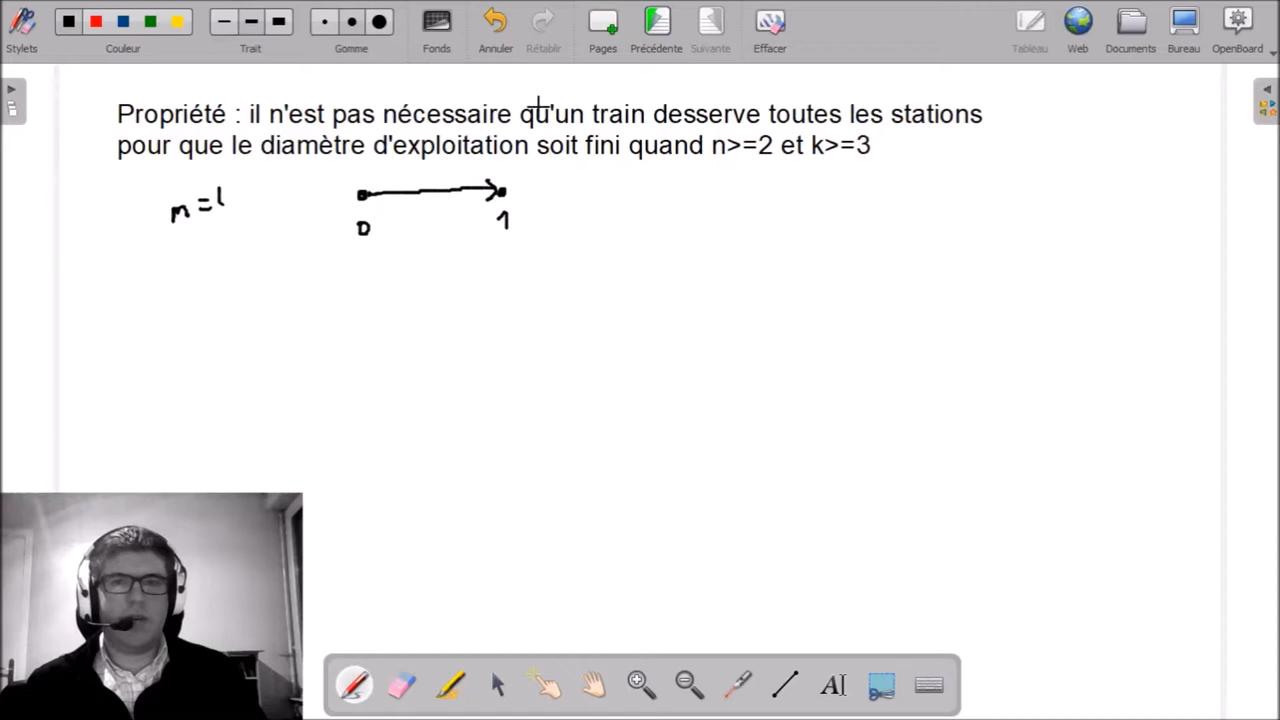 Stylets
Couleur
Trait
Gomme
Fonds
Annuler
Rétablir
Pages
Précédente
Suivante
Effacer
Tableau
Web
Documents
Bureau
OpenBoard
Propriété : il n'est pas nécessaire qu'un train desserve toutes les stations
pour que le diamètre d'exploitation soit fini quand n>=2 et k>=3
0
1
AI